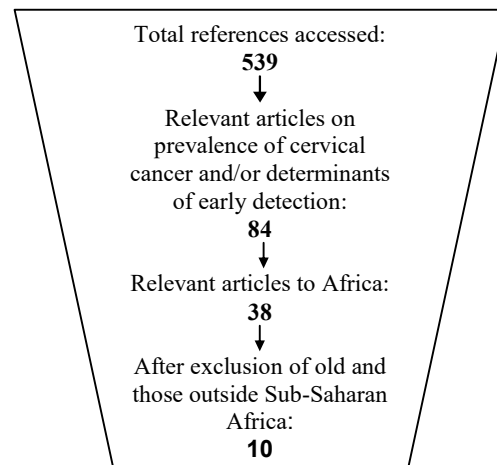 Total references accessed:
539
Relevant articles on
prevalence of cervical
cancer and/or determinants
of early detection:
84
Relevant articles to Africa:
38
After exclusion of old and
those outside Sub-Saharan
Africa:
10